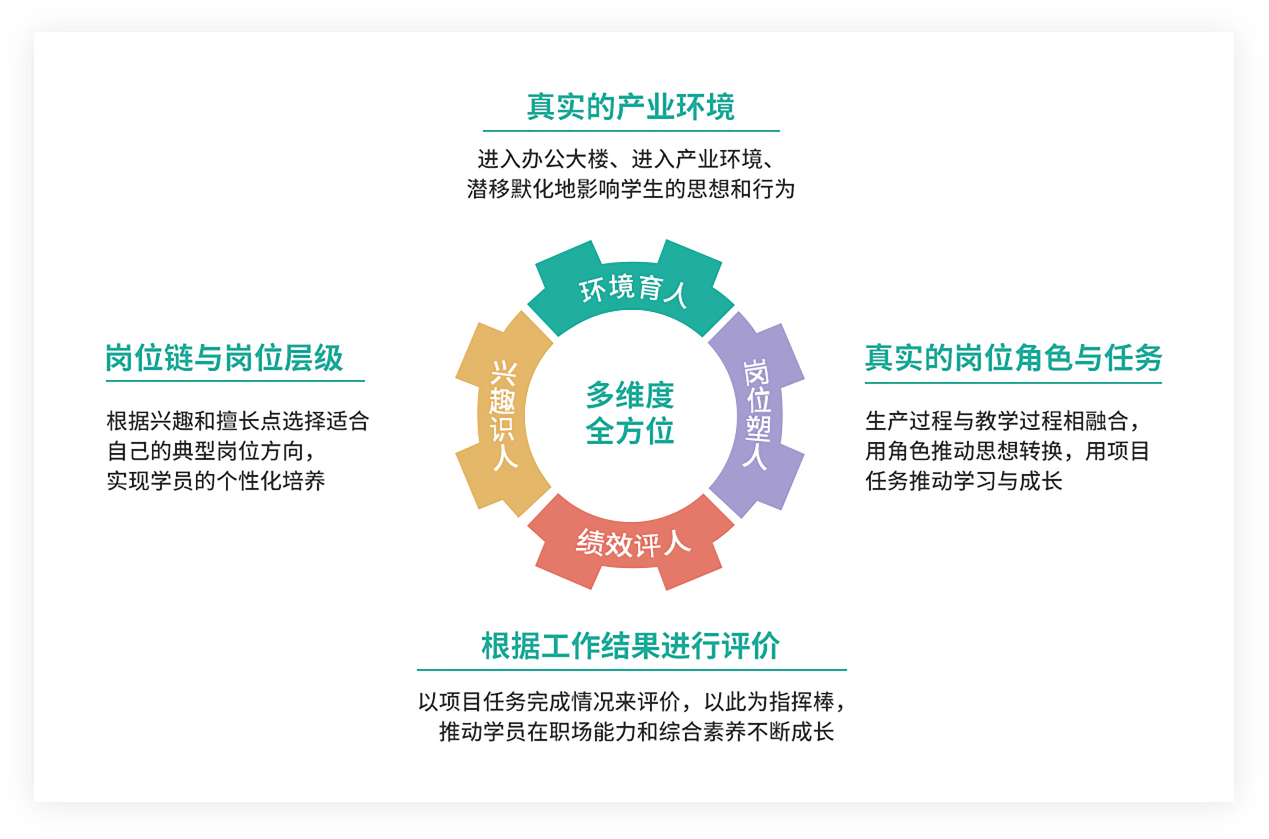 真实的产业环境
进入办公大楼、进入产业环境、
潜移默化地影响学生的思想和行为
环境育人
岗位链与岗位层级
根据兴趣和擅长点选择适合
自己的典型岗位方向，
实现学员的个性化培养
兴趣识人
多维度
全方位
岗位塑人
真实的岗位角色与任务
生产过程与教学过程相融合，
用角色推动思想转换，用项目
任务推动学习与成长
绩效评人
根据工作结果进行评价
以项目任务完成情况来评价，以此为指挥棒，
推动学员在职场能力和综合素养不断成长